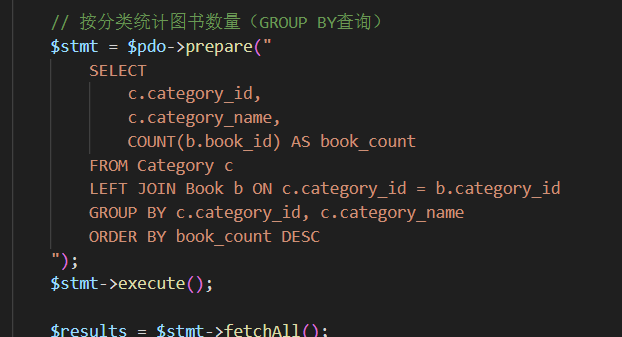 // 按分类统计图书数量（GROUP BY查询）
$stmt = $pdo->prepare("
SELECT
c.category_id,
c.category_name,
COUNT(b.book_id) AS book_count
FROM Category c
LEFT JOIN Book b ON c.category_id = b.category_id
GROUP BY c.category_id, c.category_name
ORDER BY book_count DESC
");
$stmt->execute();
$results = $stmt->fetchAll();